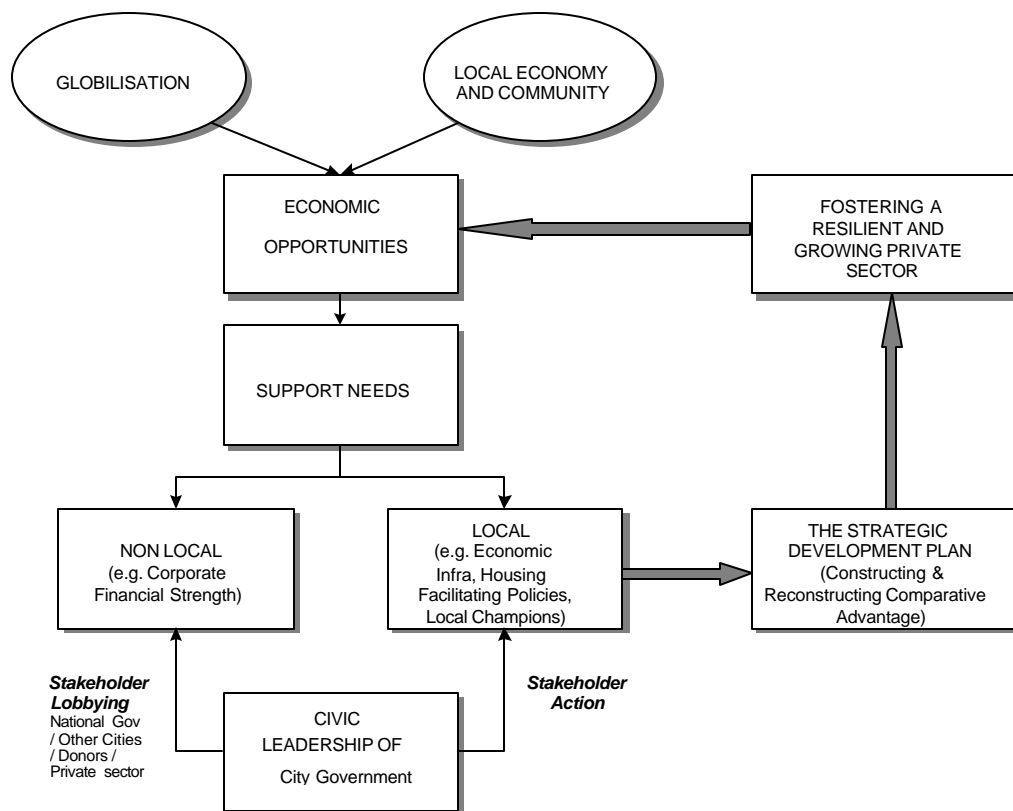 GLOBILISATION
LOCAL ECONOMY
AND COMMUNITY
ECONOMIC
OPPORTUNITIES
FOSTERING A
RESILIENT AND
GROWING PRIVATE
SECTOR
SUPPORT NEEDS
NON LOCAL
(e.g. Corporate
Financial Strength)
LOCAL
(e.g. Economic
Infra, Housing
Facilitating Policies,
Local Champions)
THE STRATEGIC
DEVELOPMENT PLAN
(Constructing &
Reconstructing Comparative
Advantage)
Stakeholder
Lobbying
National Gov
/ Other Cities
/ Donors /
Private sector
CIVIC
LEADERSHIP OF
City Government
Stakeholder
Action